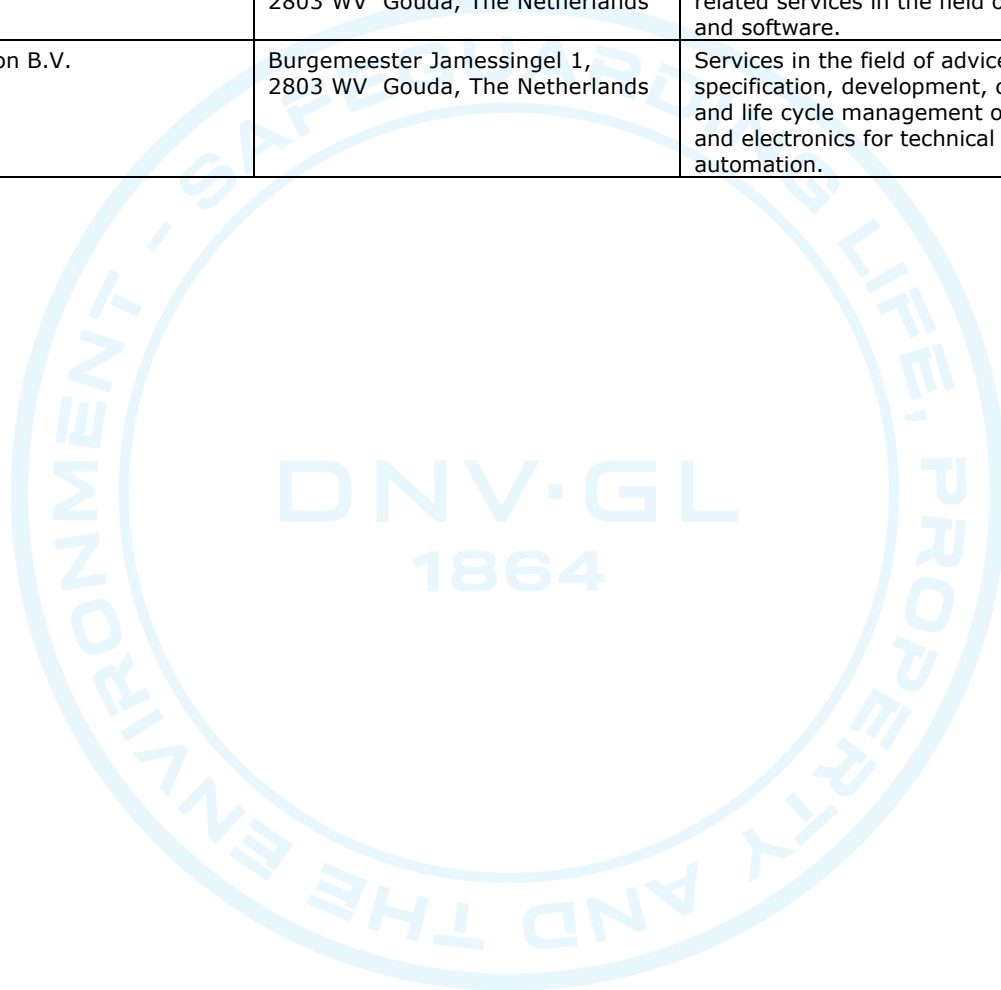 2803 WV  Gouda, The Netherlands
related services in the field o
and software.
on B.V.
Burgemeester Jamessingel 1,
2803 WV  Gouda, The Netherlands
Services in the field of advice
specification, development,
and life cycle management o
and electronics for technical
automation.
SAFEGUARDING LIFE, PROPERTY AND THE ENVIRONMENT -
DNV·GL
1864